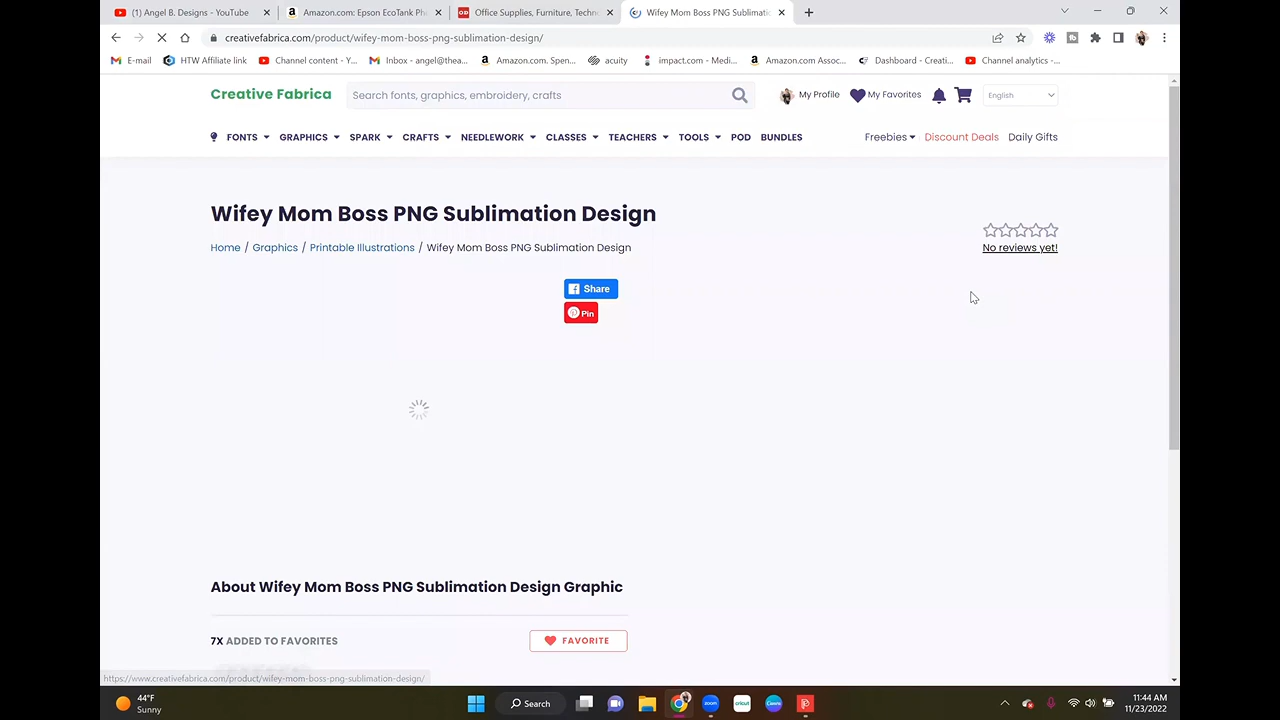 (1) Angel B. Designs - YouTube
Amazon.com: Epson EcoTank Ph
Office Supplies, Furniture, Techn
Wifey Mom Boss PNG Sublimatio
creativefabrica.com/product/wifey-mom-boss-png-sublimation-design/
E-mail
HTW Affiliate link
Channel content - Y...
Inbox - angel@thea...
Amazon.com. Spen...
acuity
impact.com - Medi...
Amazon.com Assoc...
Dashboard - Creati...
Channel analytics -...
Creative Fabrica
Search fonts, graphics, embroidery, crafts
My Profile
My Favorites
English
FONTS
GRAPHICS
SPARK
CRAFTS
NEEDLEWORK
CLASSES
TEACHERS
TOOLS
POD
BUNDLES
Freebies
Discount Deals
Daily Gifts
Wifey Mom Boss PNG Sublimation Design
Home / Graphics / Printable Illustrations / Wifey Mom Boss PNG Sublimation Design
No reviews yet!
Share
Pin
About Wifey Mom Boss PNG Sublimation Design Graphic
7X ADDED TO FAVORITES
FAVORITE
https://www.creativefabrica.com/product/wifey-mom-boss-png-sublimation-design/
44°F
Sunny
Search
zoom
cricut
Canva
11:44 AM
11/23/2022